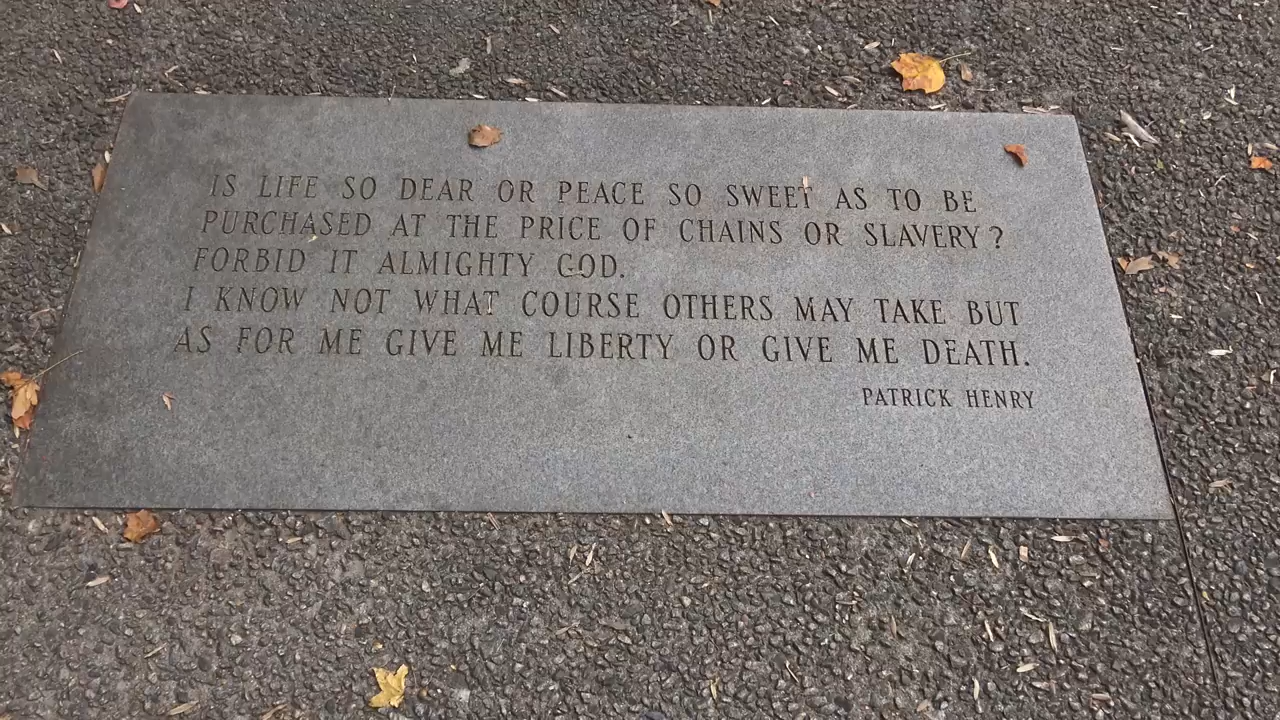 IS LIFE SO DEAR OR PEACE SO SWEET AS TO BE
PURCHASED AT THE PRICE OF CHAINS OR SLAVERY?
FORBID IT ALMIGHTY GOD.
I KNOW NOT WHAT COURSE OTHERS MAY TAKE BUT
AS FOR ME GIVE ME LIBERTY OR GIVE ME DEATH.
PATRICK HENRY